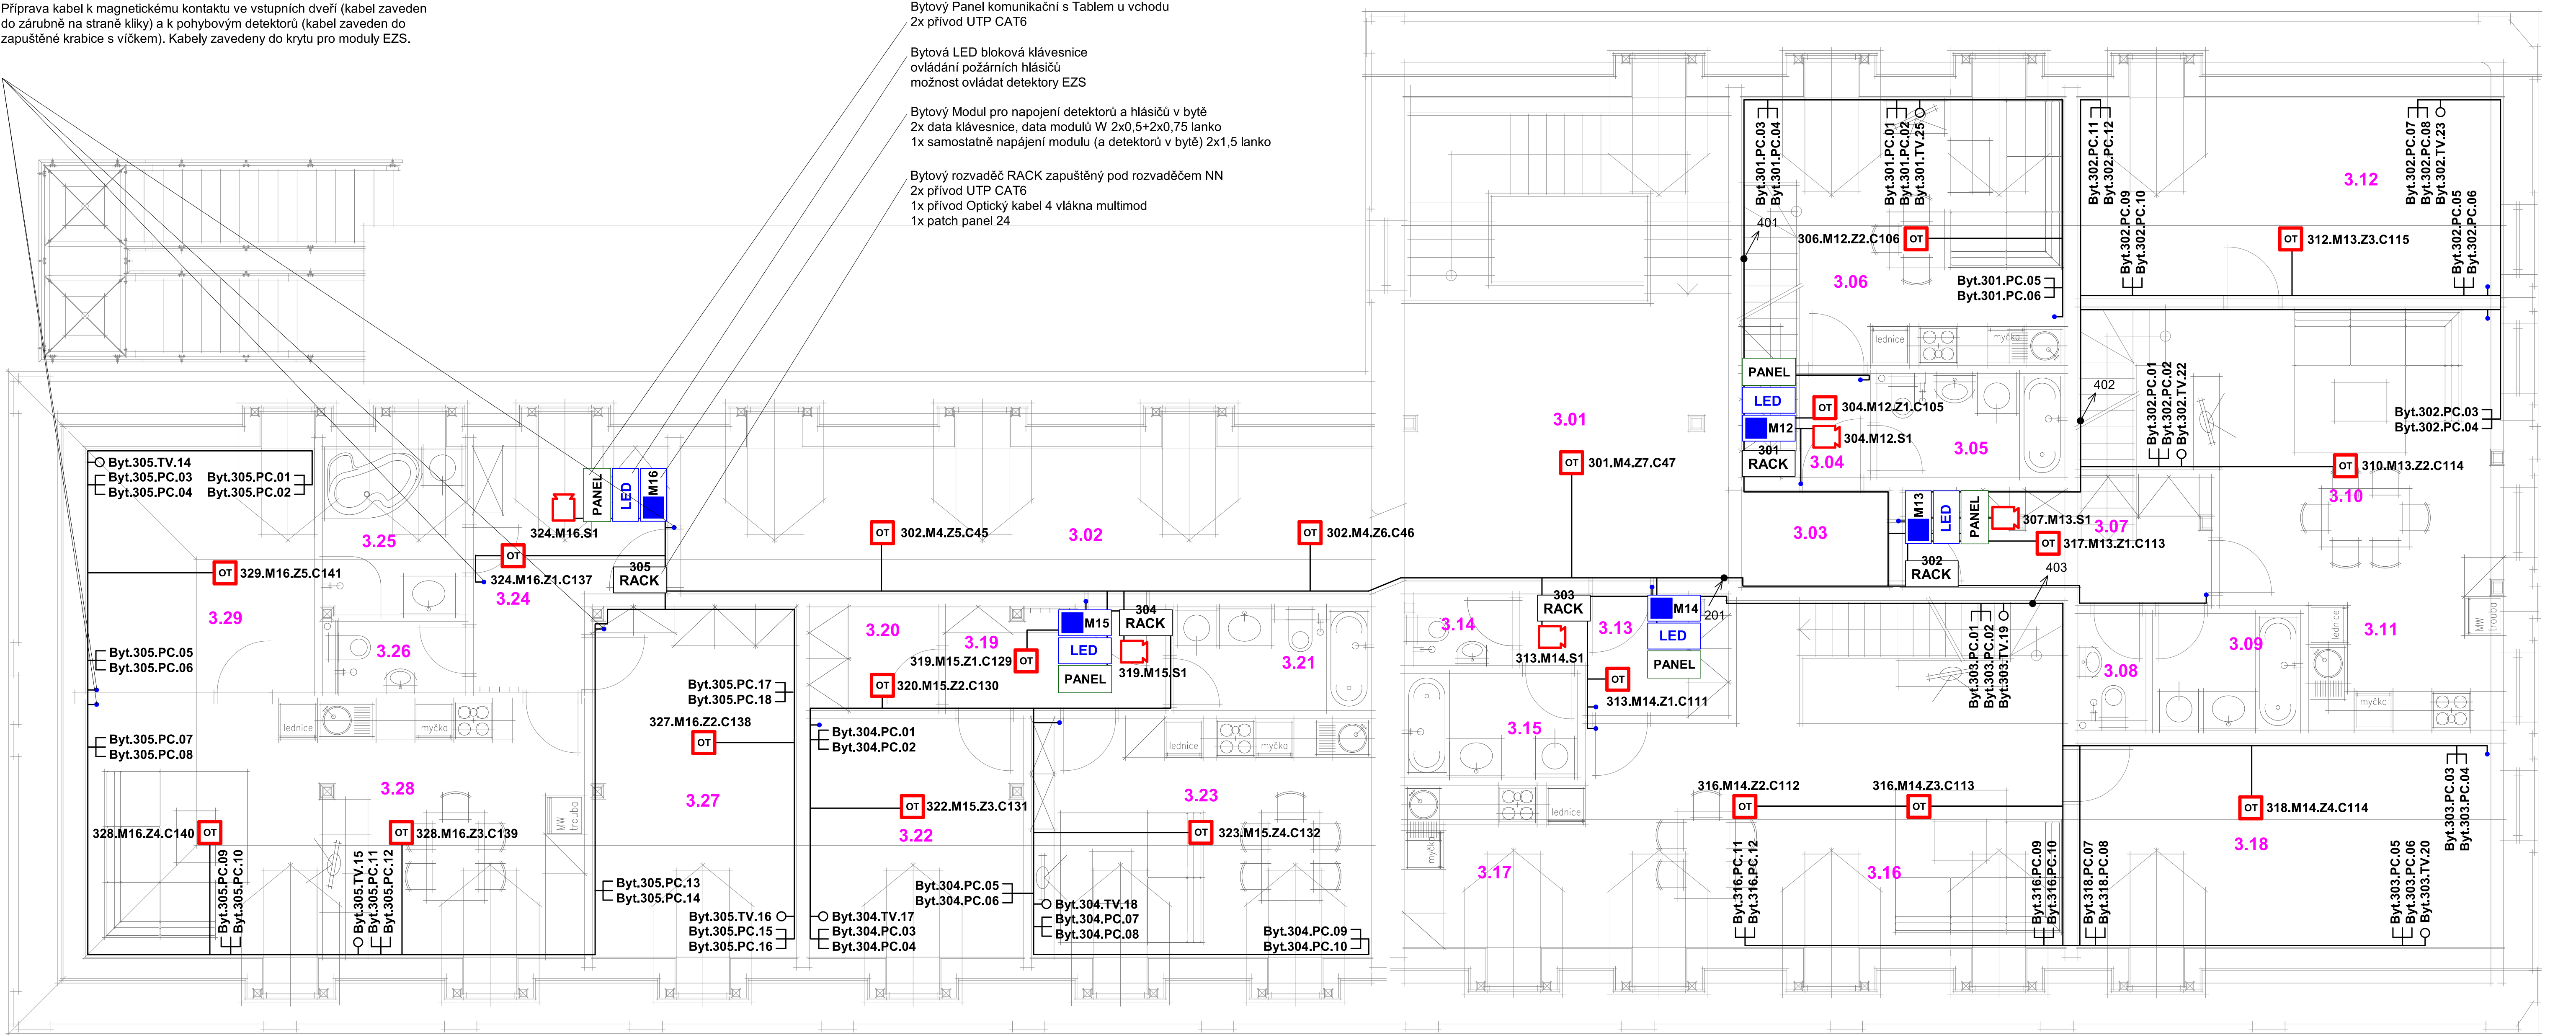 Příprava kabel k magnetickému kontaktu ve vstupních dveří (kabel zaveden
do zárubně na straně kliky) a k pohybovým detektorů (kabel zaveden do
zapuštěné krabice s víčkem). Kabely zavedeny do krytu pro moduly EZS.
Bytový Panel komunikační s Tablem u vchodu
2x přívod UTP CAT6
Bytová LED bloková klávesnice
ovládání požárních hlásičů
možnost ovládat detektory EZS
Bytový Modul pro napojení detektorů a hlásičů v bytě
2x data klávesnice, data modulů W 2x0,5+2x0,75 lanko
1x samostatně napájení modulu (a detektorů v bytě) 2x1,5 lanko
Bytový rozvaděč RACK zapuštěný pod rozvaděčem NN
2x přívod UTP CAT6
1x přívod Optický kabel 4 vlákna multimod
1x patch panel 24
Byt.301.PC.03
Byt.301.PC.04
Byt.301.PC.01
Byt.301.PC.02
Byt.301.TV.25
Byt.302.PC.11
Byt.302.PC.12
Byt.302.PC.09
Byt.302.PC.10
Byt.302.PC.07
Byt.302.PC.08
Byt.302.TV.23
Byt.302.PC.05
Byt.302.PC.06
3.12
401
306.M12.Z2.C106
OT
OT
312.M13.Z3.C115
3.06
Byt.301.PC.05
Byt.301.PC.06
lednice
myčka
PANEL
LED
M12
301
RACK
OT
304.M12.Z1.C105
304.M12.S1
3.04
3.05
402
Byt.302.PC.01
Byt.302.PC.02
Byt.302.TV.22
Byt.302.PC.03
Byt.302.PC.04
OT
310.M13.Z2.C114
3.10
3.01
OT
301.M4.Z7.C47
3.03
M13
LED
PANEL
307.M13.S1
3.07
OT
317.M13.Z1.C113
302
RACK
403
Byt.305.TV.14
Byt.305.PC.03
Byt.305.PC.04
Byt.305.PC.01
Byt.305.PC.02
PANEL
LED
M16
324.M16.S1
3.25
OT
324.M16.Z1.C137
3.24
305
RACK
OT
302.M4.Z5.C45
3.02
OT
302.M4.Z6.C46
OT
329.M16.Z5.C141
3.29
3.26
Byt.305.PC.05
Byt.305.PC.06
Byt.305.PC.07
Byt.305.PC.08
lednice
myčka
3.28
MW
trouba
328.M16.Z4.C140
OT
OT
328.M16.Z3.C139
Byt.305.PC.09
Byt.305.PC.10
Byt.305.TV.15
Byt.305.PC.11
Byt.305.PC.12
Byt.305.PC.17
Byt.305.PC.18
327.M16.Z2.C138
OT
3.27
Byt.305.PC.13
Byt.305.PC.14
Byt.305.TV.16
Byt.305.PC.15
Byt.305.PC.16
3.20
3.19
M15
LED
PANEL
304
RACK
319.M15.Z1.C129
OT
319.M15.S1
3.21
OT
320.M15.Z2.C130
Byt.304.PC.01
Byt.304.PC.02
OT
322.M15.Z3.C131
3.22
lednice
myčka
3.23
OT
323.M15.Z4.C132
Byt.304.PC.05
Byt.304.PC.06
Byt.304.TV.17
Byt.304.PC.03
Byt.304.PC.04
Byt.304.TV.18
Byt.304.PC.07
Byt.304.PC.08
Byt.304.PC.09
Byt.304.PC.10
3.14
303
RACK
313.M14.S1
3.13
M14
LED
PANEL
201
OT
313.M14.Z1.C111
3.15
lednice
myčka
3.17
Byt.303.PC.01
Byt.303.PC.02
Byt.303.TV.19
316.M14.Z2.C112
OT
316.M14.Z3.C113
OT
3.16
Byt.316.PC.11
Byt.316.PC.12
Byt.316.PC.09
Byt.316.PC.10
3.08
3.09
3.11
lednice
myčka
MW
trouba
OT
318.M14.Z4.C114
3.18
Byt.303.PC.03
Byt.303.PC.04
Byt.318.PC.07
Byt.318.PC.08
Byt.303.PC.05
Byt.303.PC.06
Byt.303.TV.20